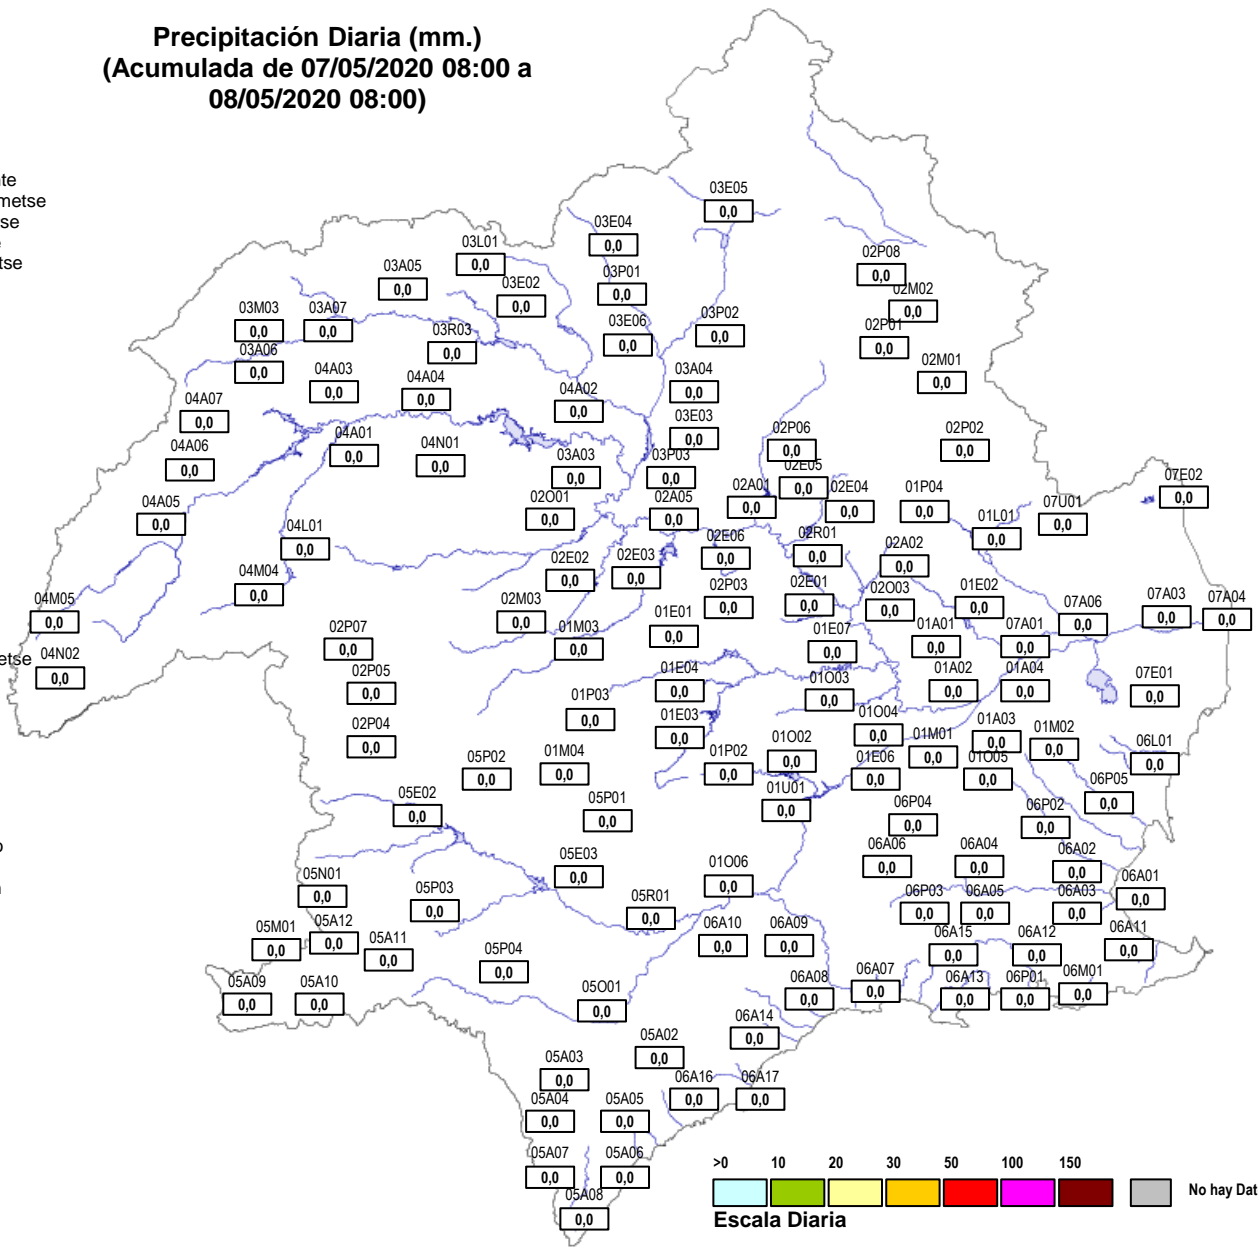 Precipitación Diaria (mm.)
(Acumulada de 07/05/2020 08:00 a
08/05/2020 08:00)
te
metse
se
e
tse
etse
o
n
03E05
0,0
03E04
0,0
03L01
0,0
02P08
0,0
03A05
0,0
03P01
0,0
03E02
0,0
02M02
0,0
03M03
0,0
03A07
0,0
03P02
0,0
03E06
0,0
03R03
0,0
02P01
0,0
03A06
0,0
02M01
0,0
04A03
0,0
04A04
0,0
03A04
0,0
04A02
0,0
04A07
0,0
03E03
0,0
04A01
0,0
02P06
0,0
02P02
0,0
04A06
0,0
04N01
0,0
03A03
0,0
03P03
0,0
02E05
0,0
07E02
0,0
04A05
0,0
02O01
0,0
02A05
0,0
02A01
0,0
02E04
0,0
01P04
0,0
07U01
0,0
01L01
0,0
04L01
0,0
02E06
0,0
02R01
0,0
02A02
0,0
02E02
0,0
02E03
0,0
04M04
0,0
02P03
0,0
02E01
0,0
02O03
0,0
01E02
0,0
04M05
0,0
02M03
0,0
01E01
0,0
07A06
0,0
07A03
0,0
07A04
0,0
02P07
0,0
01M03
0,0
01E07
0,0
01A01
0,0
07A01
0,0
04N02
0,0
02P05
0,0
01E04
0,0
01O03
0,0
01A02
0,0
01A04
0,0
07E01
0,0
01P03
0,0
02P04
0,0
01E03
0,0
01O04
0,0
01A03
0,0
01M02
0,0
05P02
0,0
01M04
0,0
01P02
0,0
01O02
0,0
01M01
0,0
01E06
0,0
01O05
0,0
06L01
0,0
05E02
0,0
05P01
0,0
01U01
0,0
06P04
0,0
06P02
0,0
06P05
0,0
05N01
0,0
05E03
0,0
01O06
0,0
06A06
0,0
06A04
0,0
06A02
0,0
05P03
0,0
05R01
0,0
06P03
0,0
06A05
0,0
06A03
0,0
06A01
0,0
05M01
0,0
05A12
0,0
05A11
0,0
06A10
0,0
06A09
0,0
06A15
0,0
06A12
0,0
06A11
0,0
05P04
0,0
05A09
0,0
05A10
0,0
05O01
0,0
06A08
0,0
06A07
0,0
06A13
0,0
06P01
0,0
06M01
0,0
06A14
0,0
05A02
0,0
05A03
0,0
06A16
0,0
06A17
0,0
05A04
0,0
05A05
0,0
05A07
0,0
05A06
0,0
05A08
0,0
>0 10 20 30 50 100 150
No hay Dat
Escala Diaria